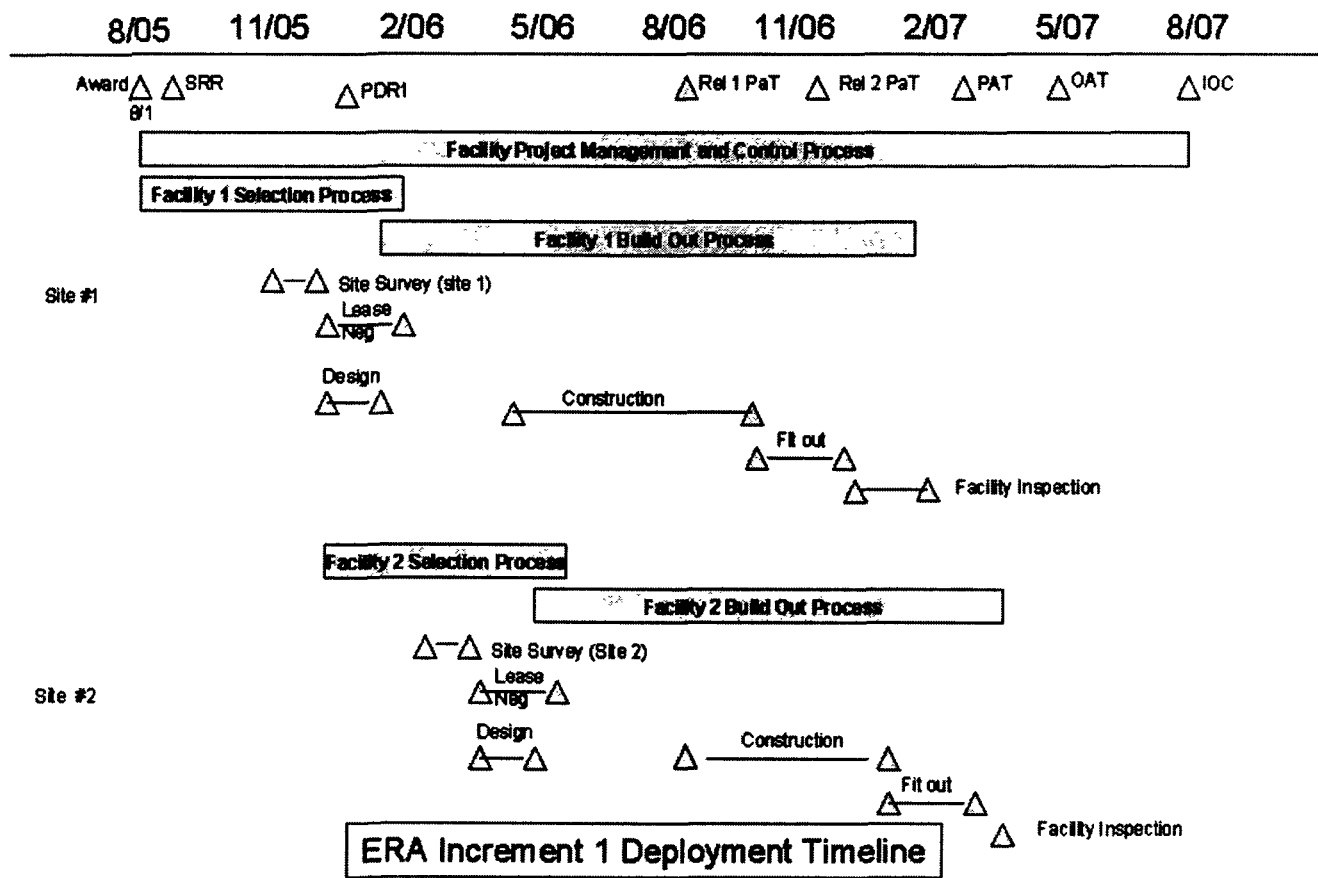 8/05 11/05 2/06 5/06 8/06 11/06 2/07 5/07 8/07
Award SRR PDR1 Rel 1 PaT Rel 2 PaT PAT OAT IOC
8/1
Facility Project Management and Control Process
Facility 1 Selection Process
Facility 1 Build Out Process
Site #1
Site Survey (site 1)
Lease
Neg
Design
Construction
Fit out
Facility Inspection
Facility 2 Selection Process
Facility 2 Build Out Process
Site Survey (Site 2)
Site #2
Lease
Neg
Design
Construction
Fit out
Facility Inspection
ERA Increment 1 Deployment Timeline